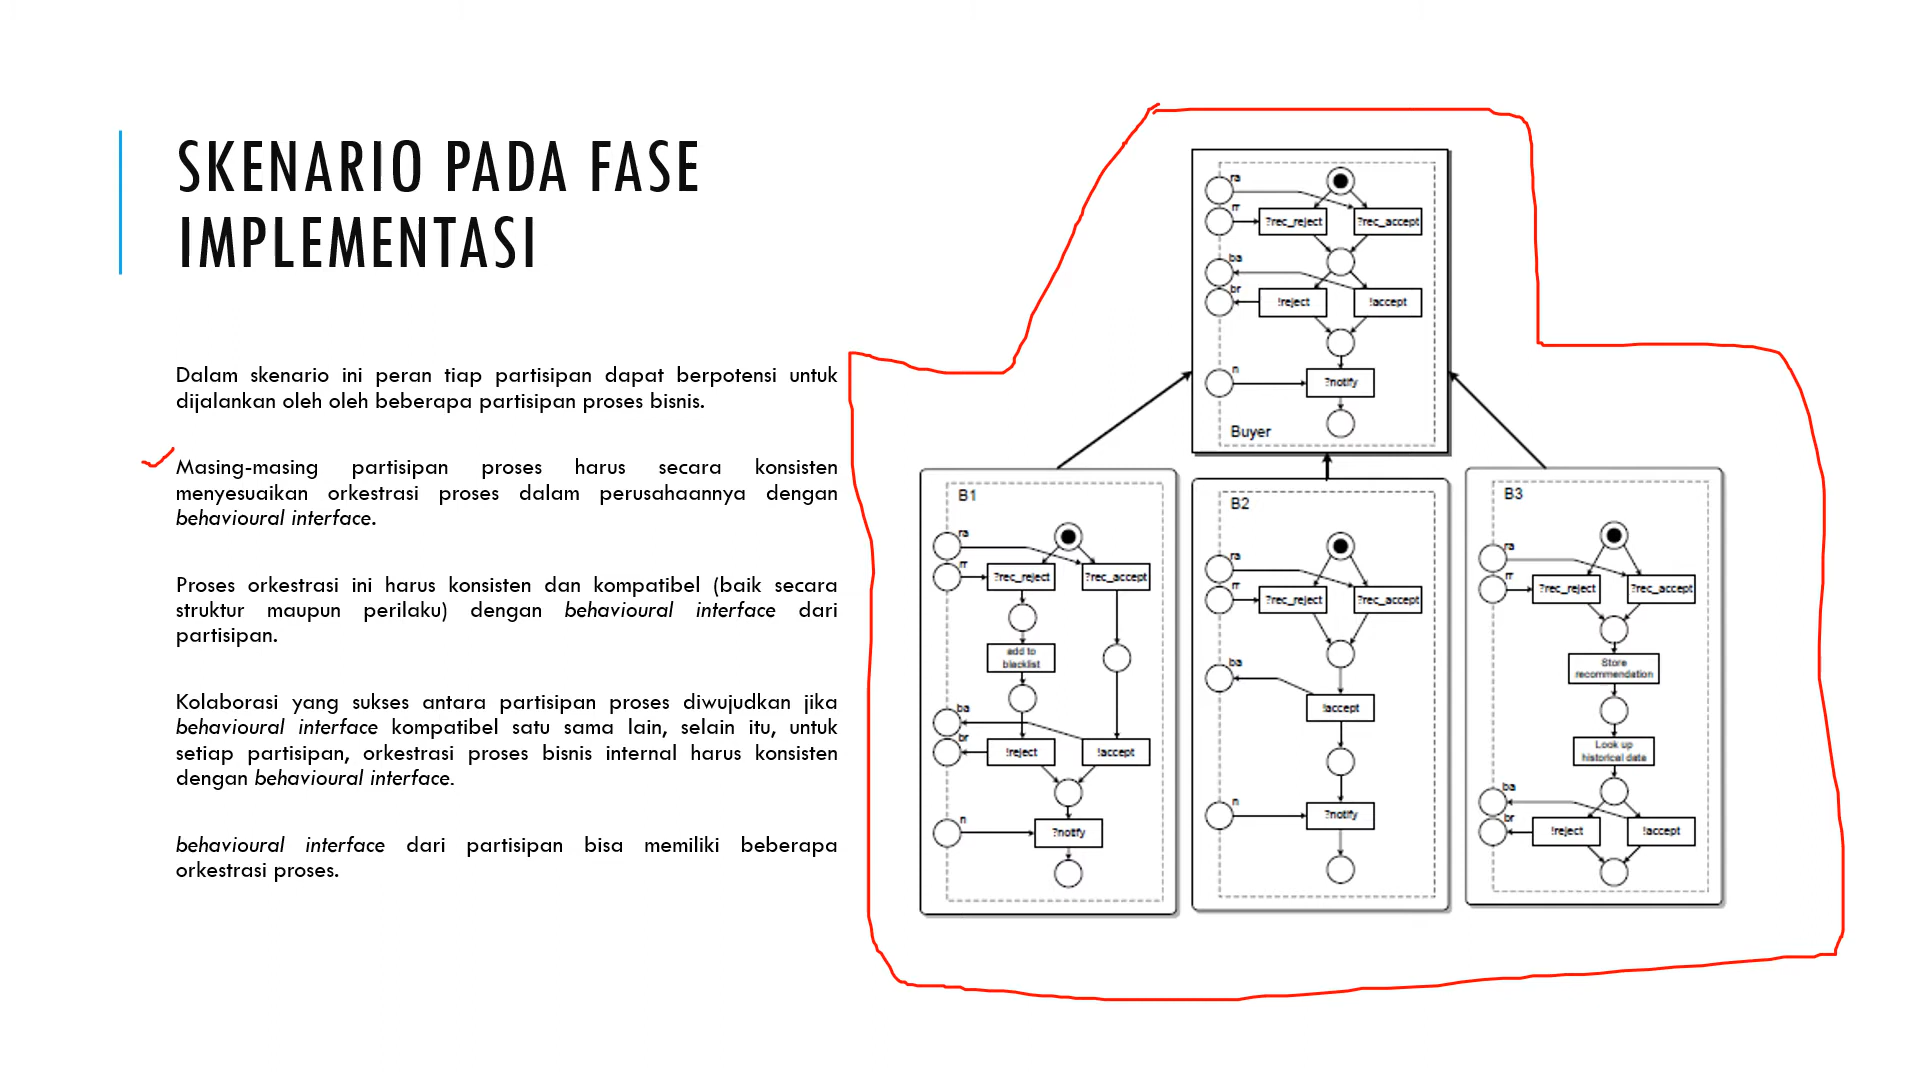 SKENARIO PADA FASE
IMPLEMENTASI
Dalam skenario ini peran tiap partisipan dapat berpotensi untuk
dijalankan oleh oleh beberapa partisipan proses bisnis.
Masing-masing partisipan proses harus secara konsisten
menyesuaikan orkestrasi proses dalam perusahaannya dengan
behavioural interface.
Proses orkestrasi ini harus konsisten dan kompatibel (baik secara
struktur maupun perilaku) dengan behavioural interface dari
partisipan.
Kolaborasi yang sukses antara partisipan proses diwujudkan jika
behavioural interface kompatibel satu sama lain, selain itu, untuk
setiap partisipan, orkestrasi proses bisnis internal harus konsisten
dengan behavioural interface.
behavioural interface dari partisipan bisa memiliki beberapa
orkestrasi proses.
ra
rr
?rec_reject
?rec_accept
ba
br
!reject
!accept
n
?notify
Buyer
B1
ra
rr
?rec_reject
?rec_accept
add to
blacklist
ba
br
!reject
!accept
n
?notify
B2
ra
rr
?rec_reject
?rec_accept
ba
!accept
n
?notify
B3
ra
rr
?rec_reject
?rec_accept
Store
recommendation
Look up
historical data
ba
br
!reject
!accept